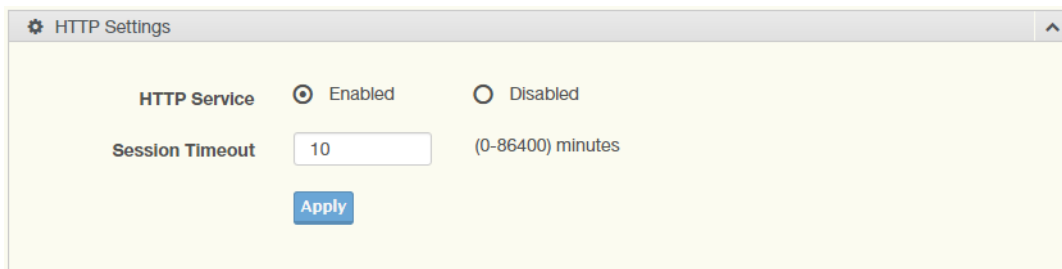 HTTP Settings
HTTP Service Enabled Disabled
Session Timeout 10 (0-86400) minutes
Apply